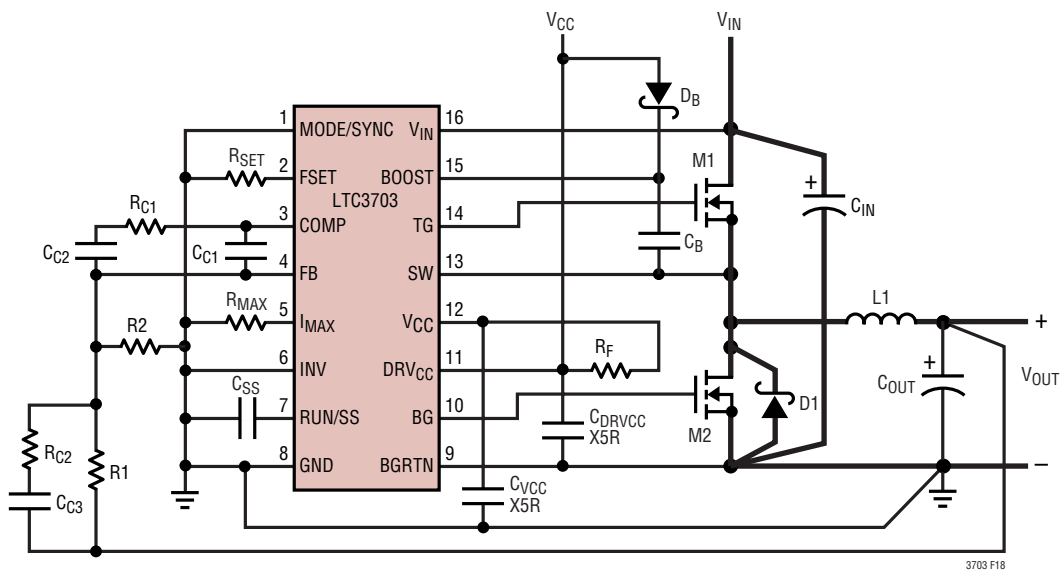 VCC
VIN
DB
1
MODE/SYNC
VIN
16
RSET
2
FSET
BOOST
15
M1
LTC3703
RC1
3
COMP
TG
14
+
CIN
CC2
CC1
CB
4
FB
SW
13
RMAX
5
IMAX
VCC
12
L1
+
R2
RF
6
INV
DRVCC
11
+
COUT
VOUT
CSS
7
RUN/SS
BG
10
D1
CDRVCC
X5R
M2
RC2
R1
8
GND
BGRTN
9
–
CC3
CVCC
X5R
3703 F18